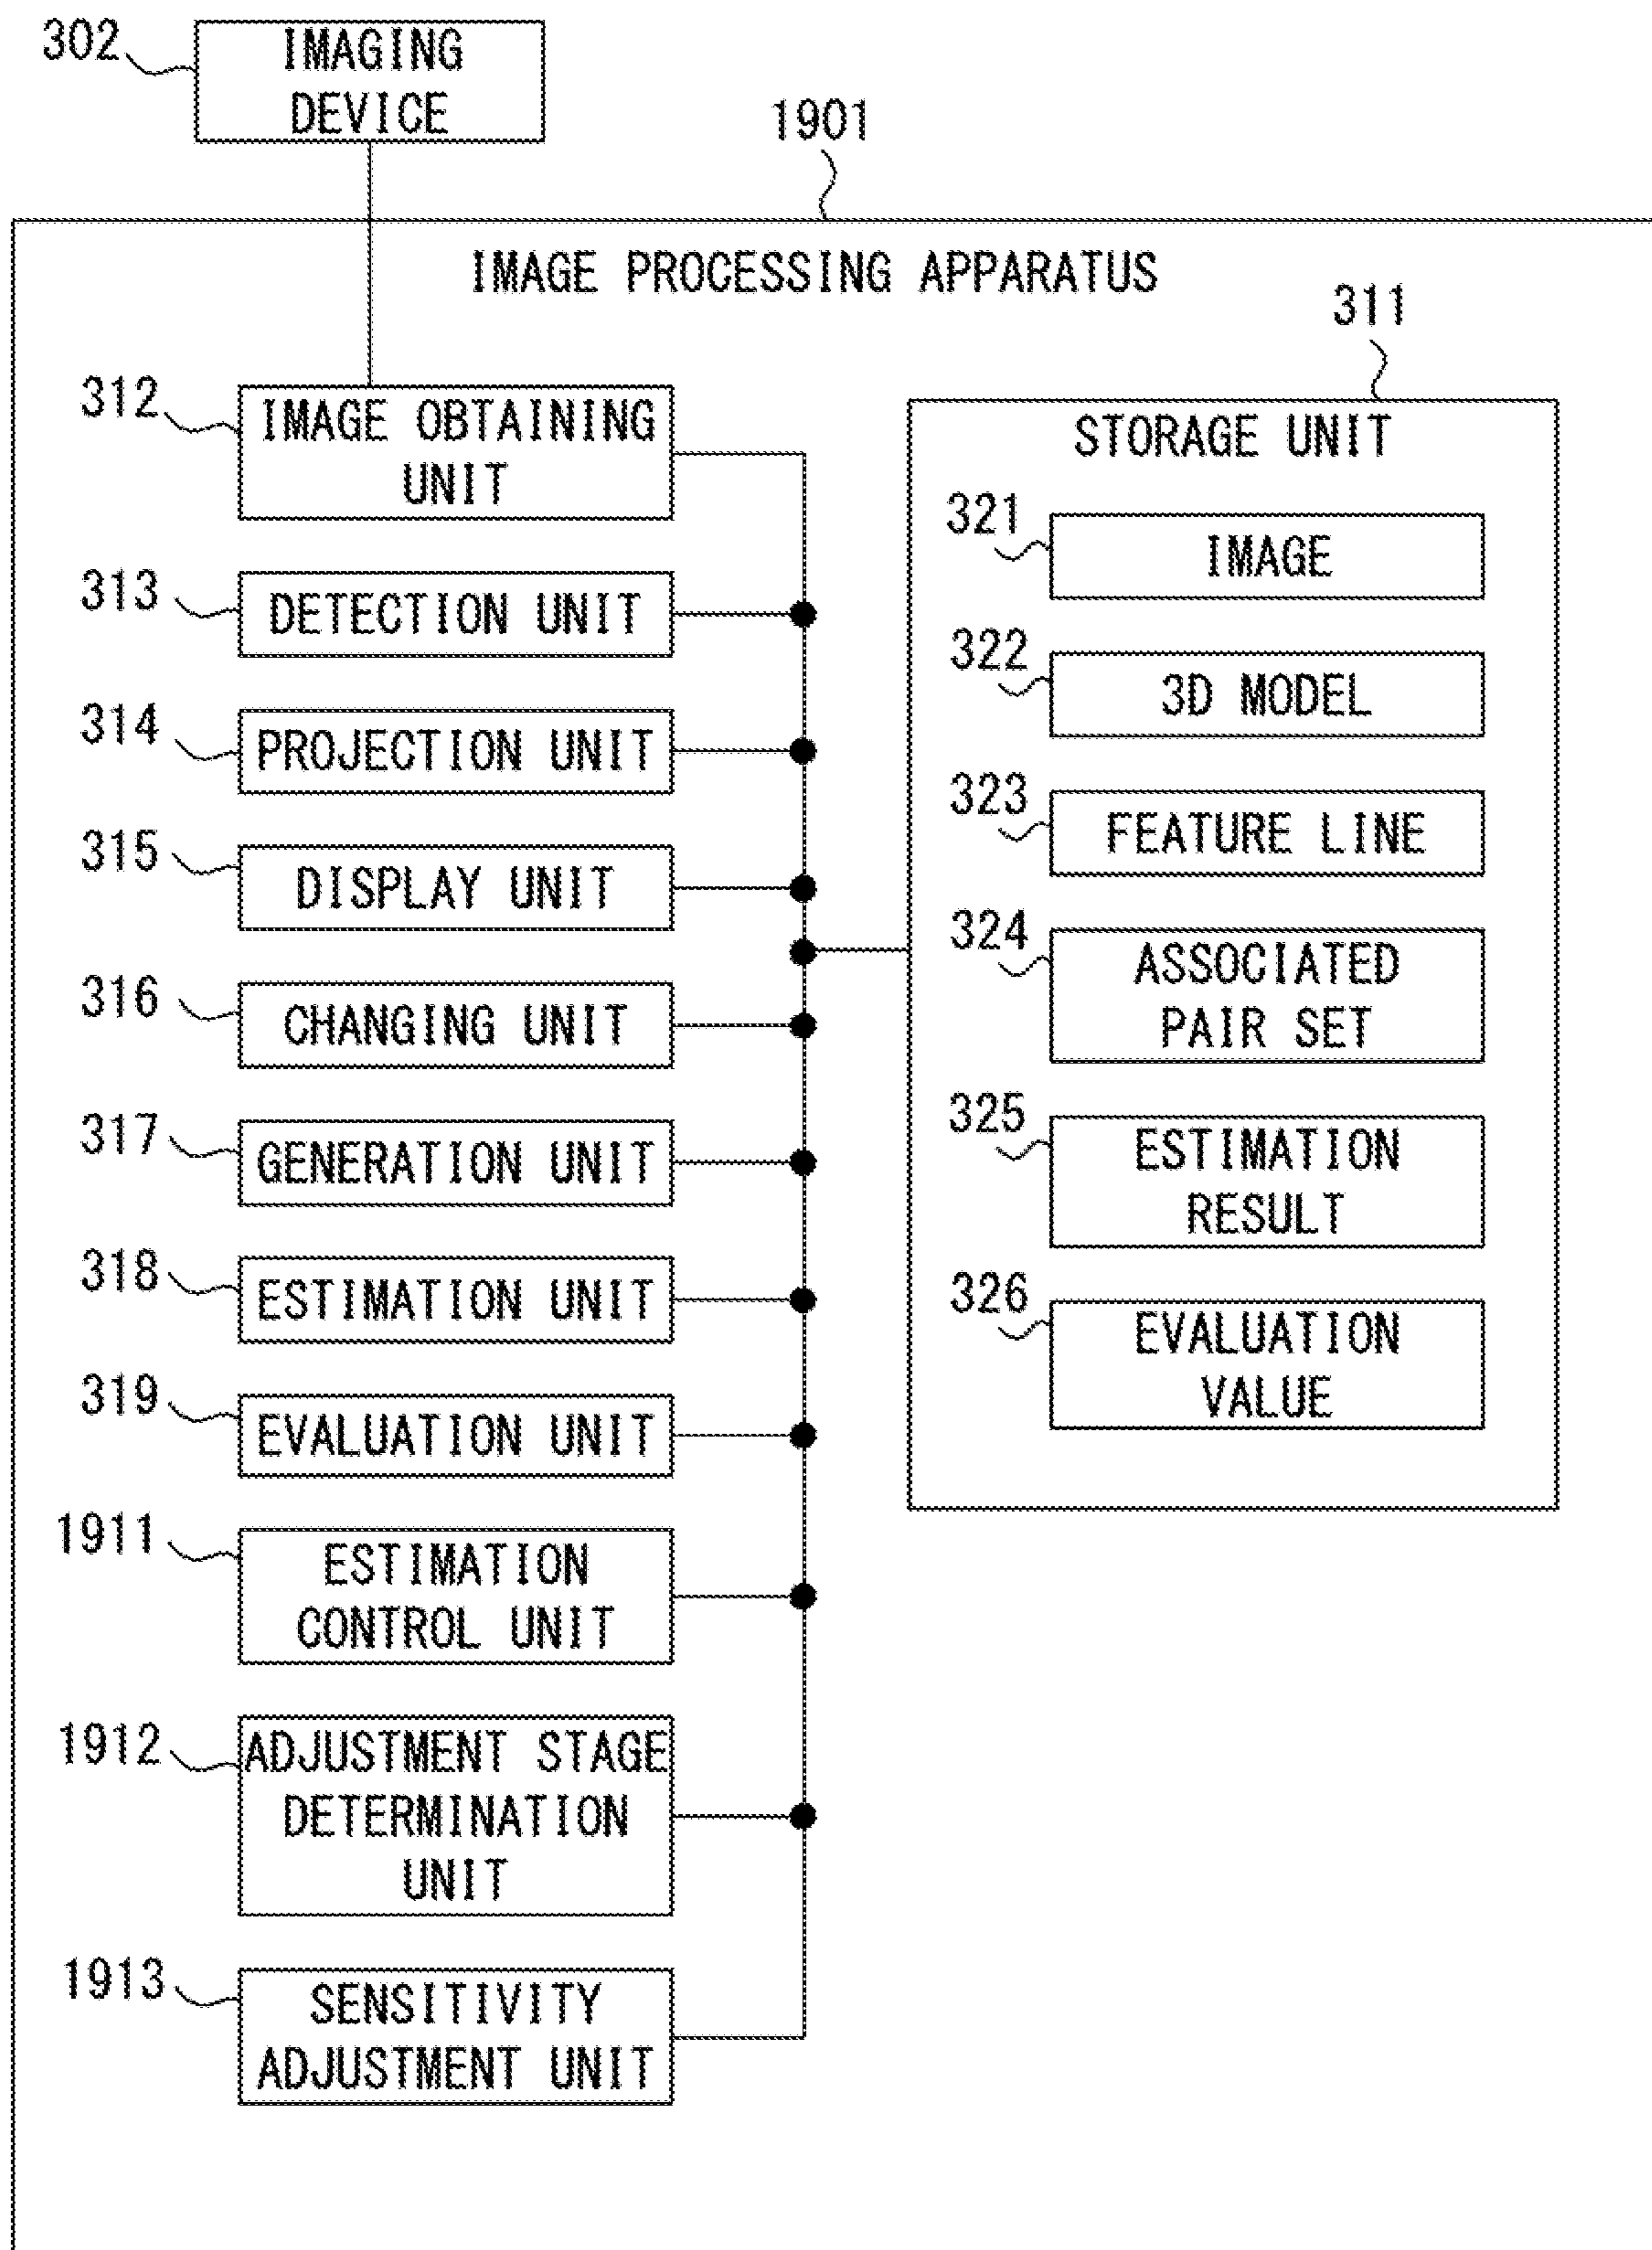 302
IMAGING
DEVICE
1901
IMAGE PROCESSING APPARATUS
311
312
IMAGE OBTAINING
UNIT
STORAGE UNIT
321
IMAGE
313
DETECTION UNIT
322
3D MODEL
314
PROJECTION UNIT
323
FEATURE LINE
315
DISPLAY UNIT
324
ASSOCIATED
PAIR SET
316
CHANGING UNIT
325
ESTIMATION
RESULT
317
GENERATION UNIT
318
ESTIMATION UNIT
326
EVALUATION
VALUE
319
EVALUATION UNIT
1911
ESTIMATION
CONTROL UNIT
1912
ADJUSTMENT STAGE
DETERMINATION
UNIT
1913
SENSITIVITY
ADJUSTMENT UNIT